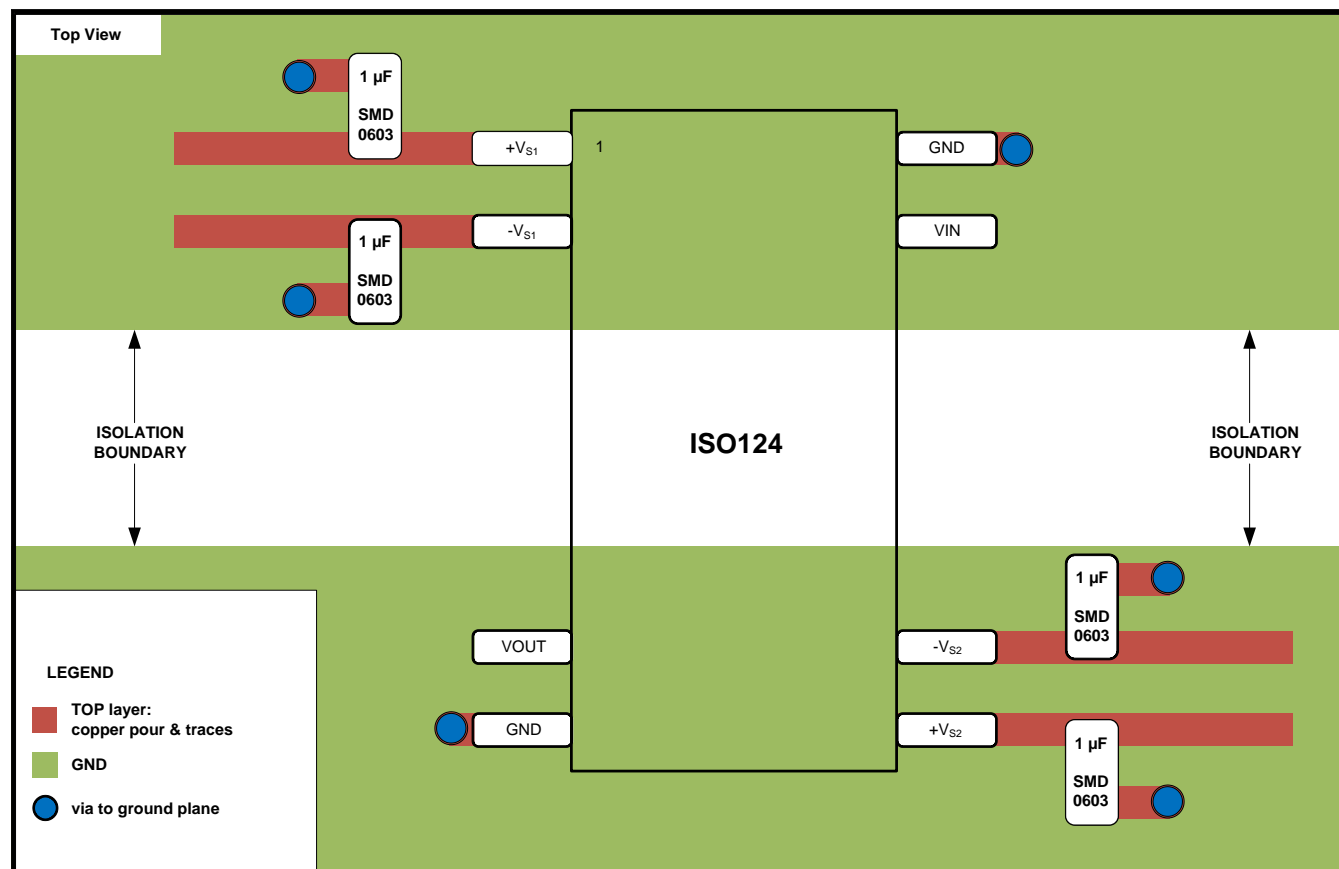 Top View
1 µF
SMD
0603
+VS1
1
GND
-VS1
VIN
1 µF
SMD
0603
ISOLATION
BOUNDARY
ISO124
ISOLATION
BOUNDARY
1 µF
SMD
0603
VOUT
-VS2
GND
+VS2
1 µF
SMD
0603
LEGEND
TOP layer:
copper pour & traces
GND
via to ground plane